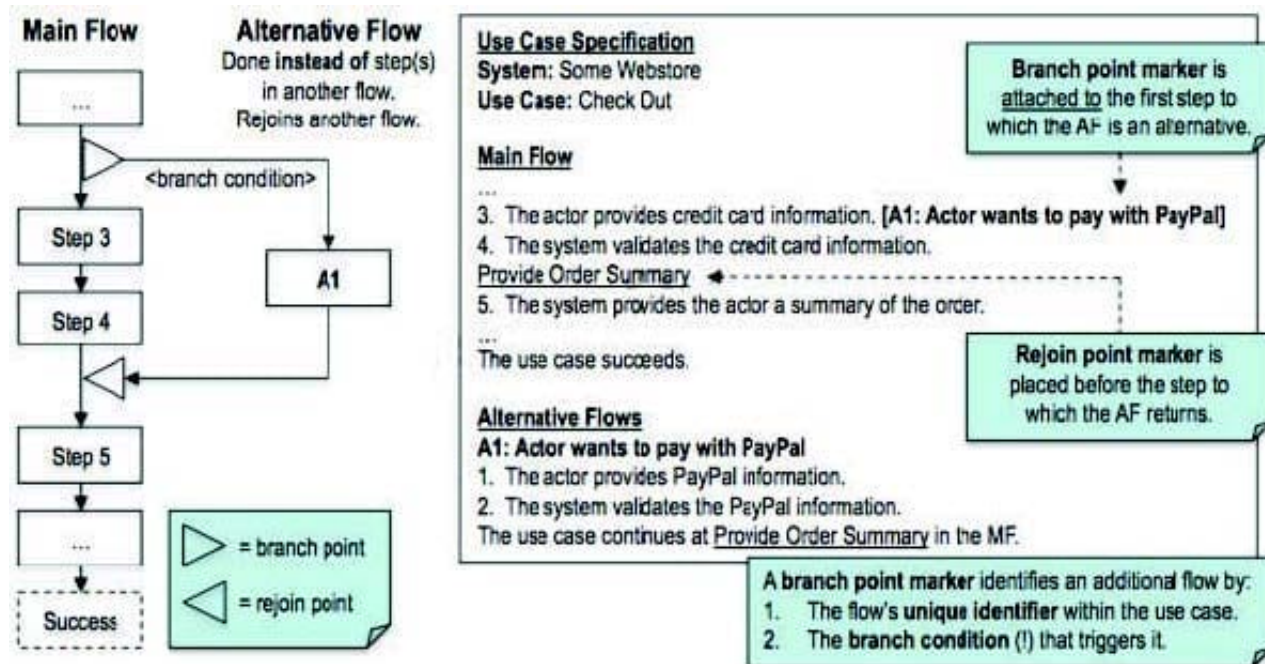 Main Flow
Alternative Flow
Done instead of step(s)
in another flow.
Rejoins another flow.
...
<branch condition>
Step 3
A1
Step 4
Step 5
...
Success
= branch point
= rejoin point
Use Case Specification
System: Some Webstore
Use Case: Check Out
Main Flow
...
3. The actor provides credit card information. [A1: Actor wants to pay with PayPal]
4. The system validates the credit card information.
Provide Order Summary
5. The system provides the actor a summary of the order.
...
The use case succeeds.
Alternative Flows
A1: Actor wants to pay with PayPal
1. The actor provides PayPal information.
2. The system validates the PayPal information.
The use case continues at Provide Order Summary in the MF.
Branch point marker is
attached to the first step to
which the AF is an alternative.
Rejoin point marker is
placed before the step to
which the AF returns.
A branch point marker identifies an additional flow by:
1. The flow's unique identifier within the use case.
2. The branch condition (!) that triggers it.